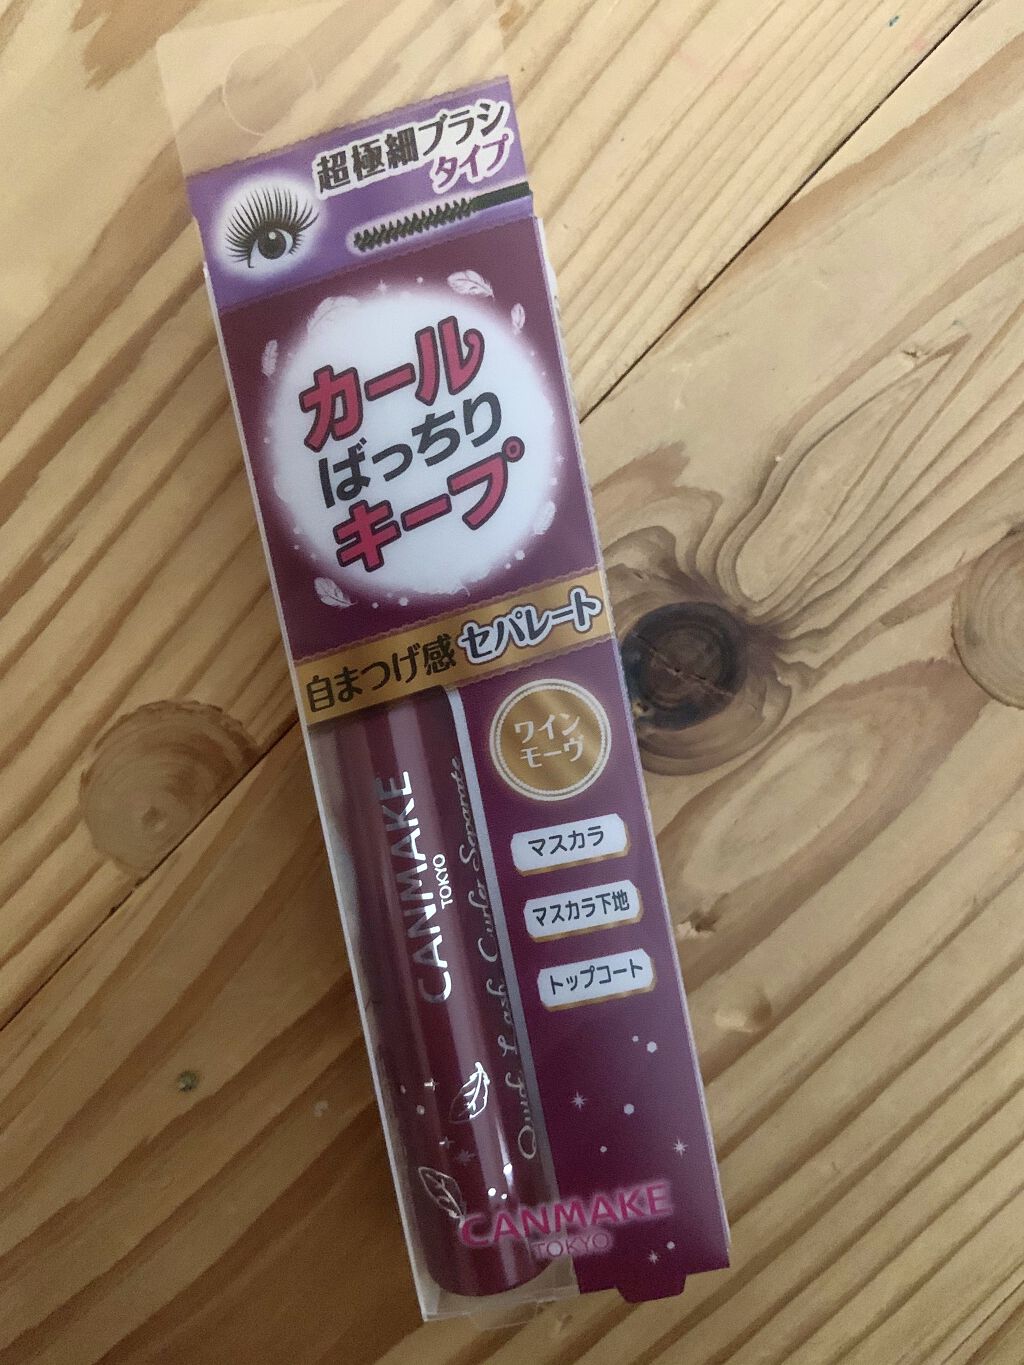 超極細ブラシ
タイプ
カール
ばっちり
キープ
自まつげ感 セパレート
ワイン
モーヴ
マスカラ
マスカラ下地
トップコート
CANMAKE
TOKYO
Quick Lash Curler Separate
CANMAKE
TOKYO